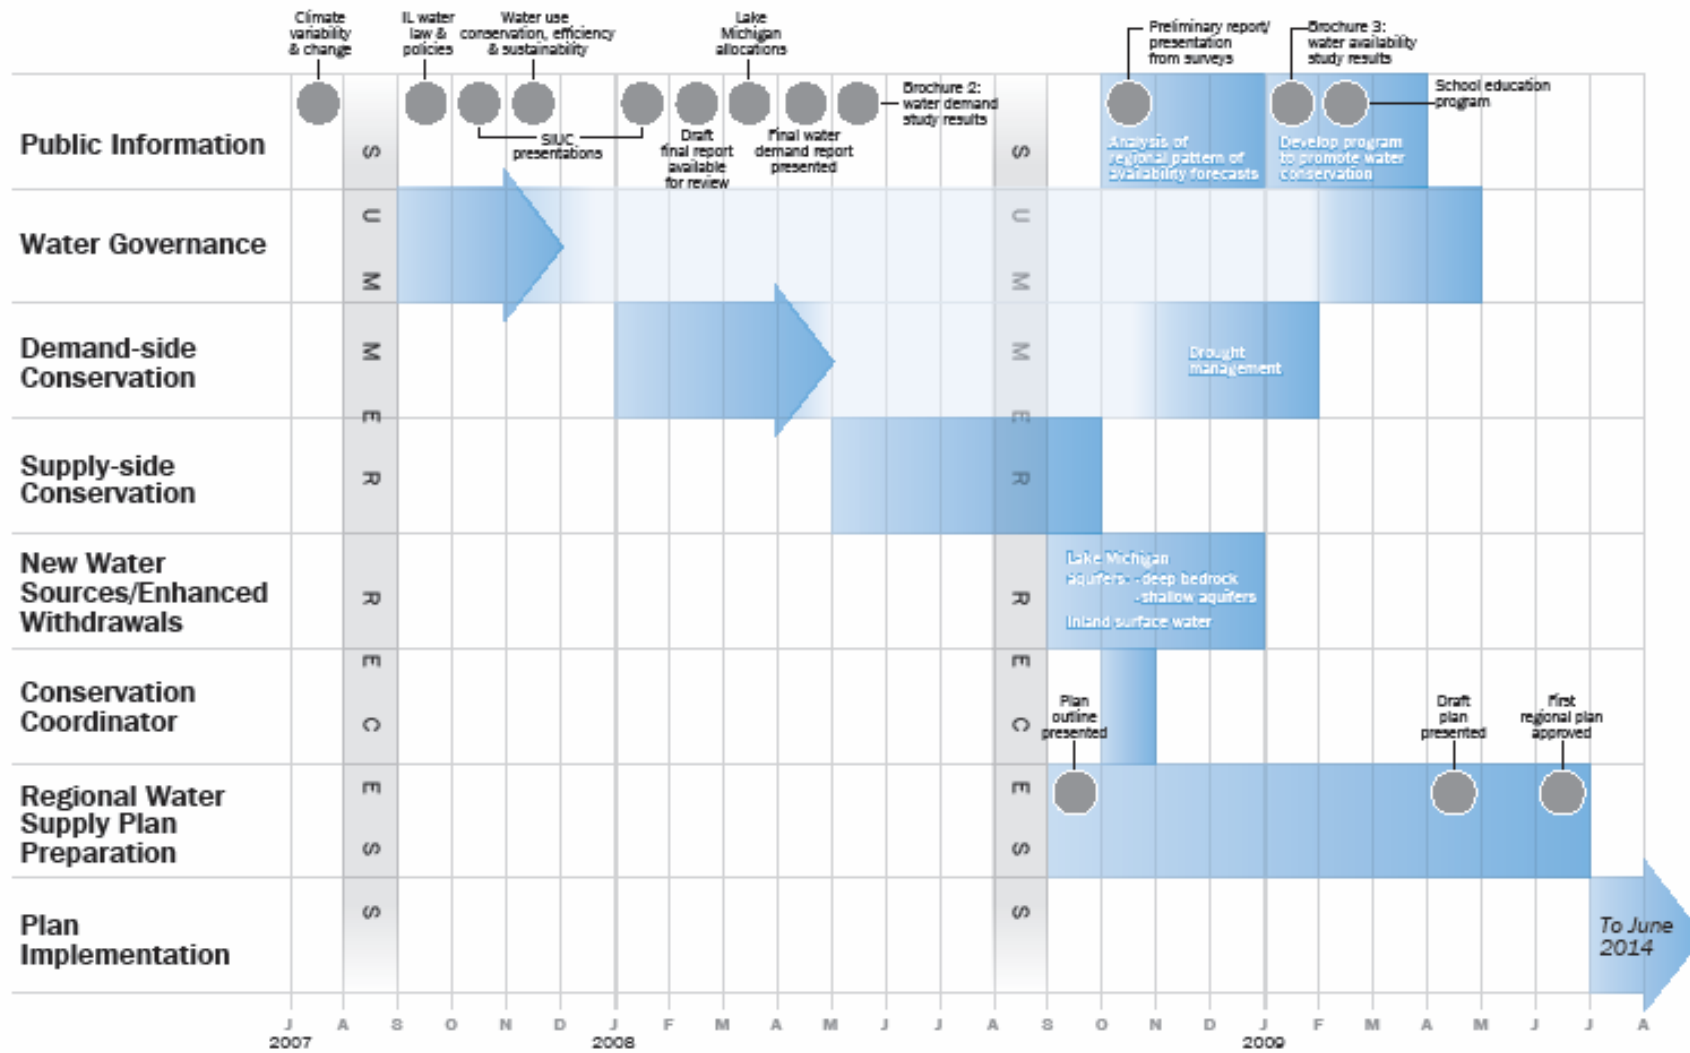 Climate
variability
& change
IL water
law &
policies
Water use
conservation, efficiency
& sustainability
Lake
Michigan
allocations
Preliminary report/
presentation
from surveys
Brochure 3:
water availability
study results
School education
program
Brochure 2:
water demand
study results
Public Information
SIUC
presentations
Draft
final report
available
for review
Final water
demand report
presented
Analysis of
regional pattern of
availability forecasts
Develop program
to promote water
conservation
Water Governance
Demand-side
Conservation
Drought
management
Supply-side
Conservation
New Water
Sources/Enhanced
Withdrawals
Lake Michigan
aquifers: -deep bedrock
-shallow aquifers
Inland surface water
Conservation
Coordinator
Plan
outline
presented
Draft
plan
presented
First
regional plan
approved
Regional Water
Supply Plan
Preparation
Plan
Implementation
To June
2014
SUMMER RECESS
SUMMER RECESS
J A S O N D J F M A M J J A S O N D J F M A M J J A
2007 2008 2009